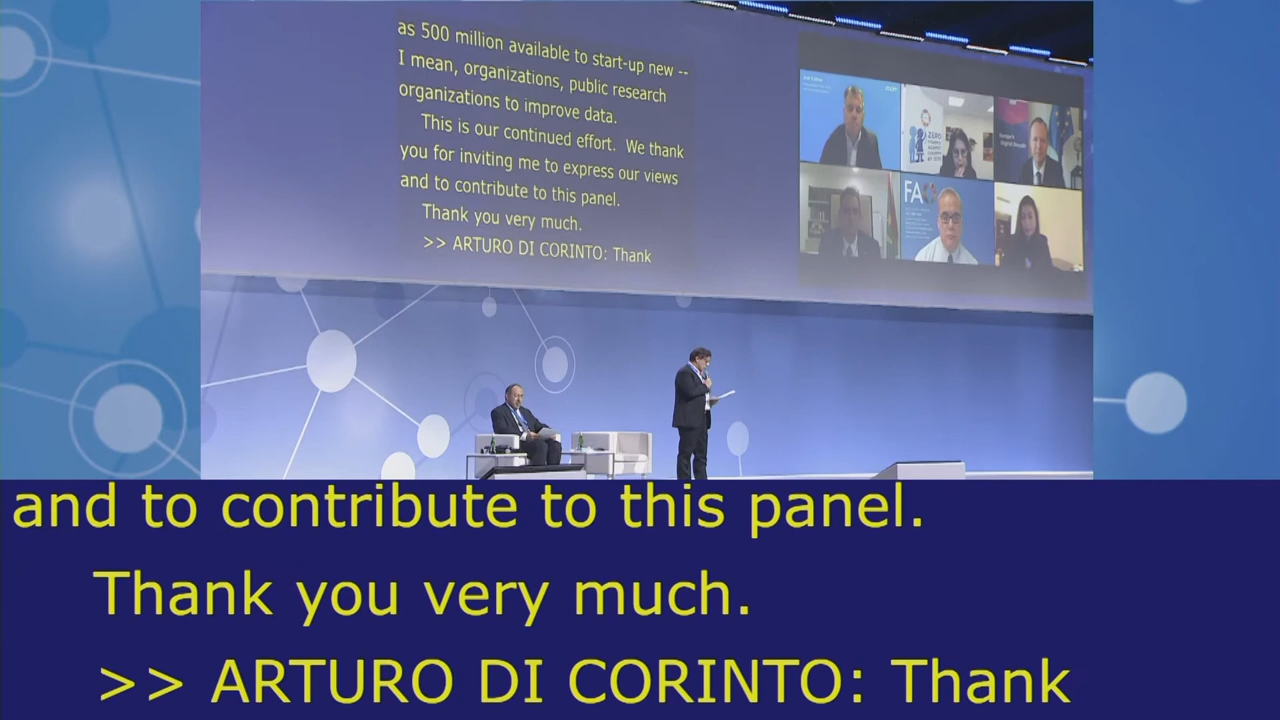 as 500 million available to start-up new --
I mean, organizations, public research
organizations to improve data.
This is our continued effort. We thank
you for inviting me to express our views
and to contribute to this panel.
Thank you very much.
>> ARTURO DI CORINTO: Thank
ZERO
FAO
and to contribute to this panel.
Thank you very much.
>> ARTURO DI CORINTO: Thank